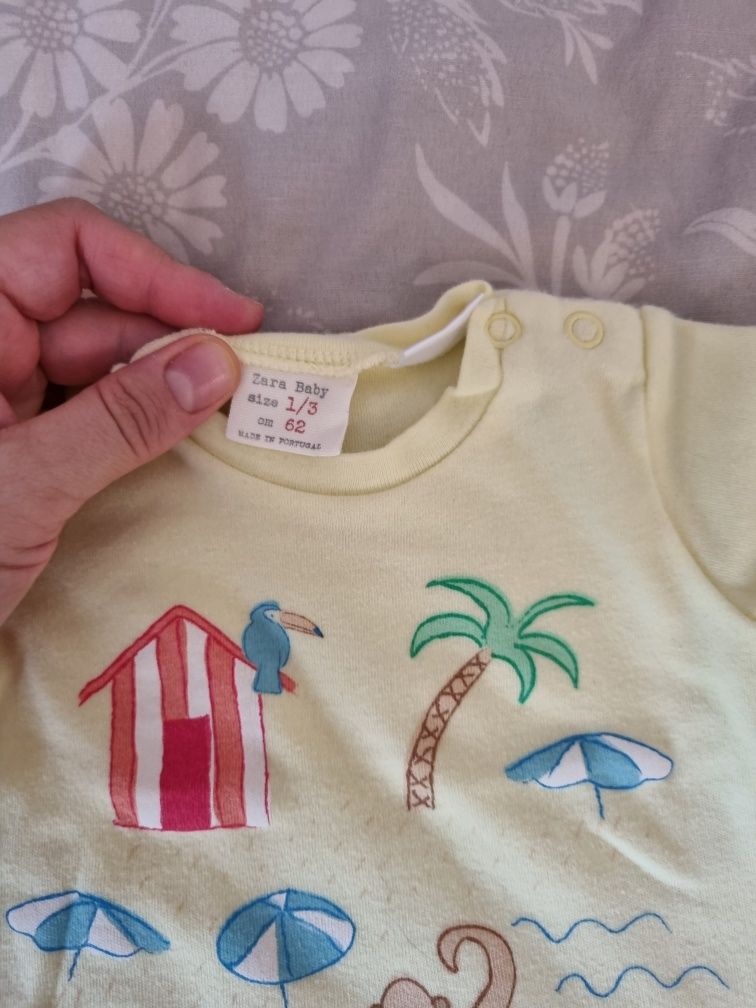 Zara Baby
size 1/3
cm 62
MADE IN PORTUGAL